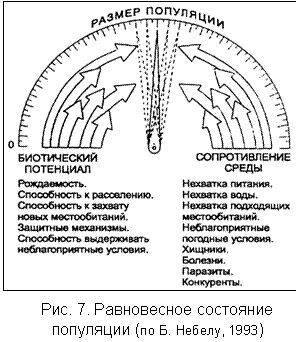 РАЗМЕР ПОПУЛЯЦИИ
0
БИОТИЧЕСКИЙ
ПОТЕНЦИАЛ
Рождаемость.
Способность к расселению.
Способность к захвату
новых местообитаний.
Защитные механизмы.
Способность выдерживать
неблагоприятные условия.
СОПРОТИВЛЕНИЕ
СРЕДЫ
Нехватка питания.
Нехватка воды.
Нехватка подходящих
местообитаний.
Неблагоприятные
погодные условия.
Хищники.
Болезни.
Паразиты.
Конкуренты.
Рис. 7. Равновесное состояние
популяции (по Б. Небелу, 1993)